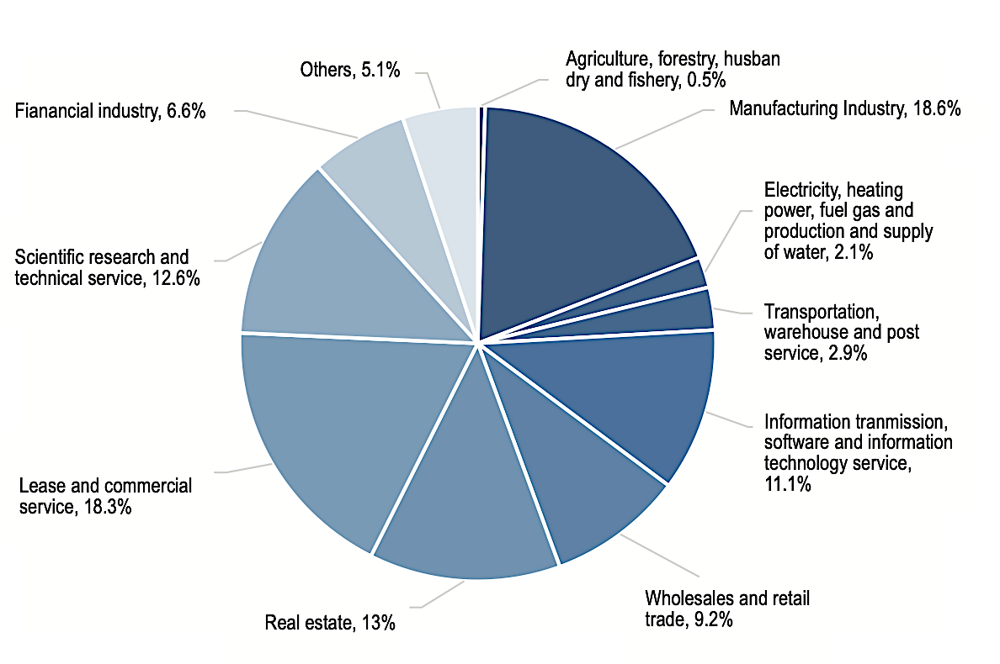 Agriculture, forestry, husban
dry and fishery, 0.5%
Manufacturing Industry, 18.6%
Electricity, heating
power, fuel gas and
production and supply
of water, 2.1%
Transportation,
warehouse and post
service, 2.9%
Information tranmission,
software and information
technology service,
11.1%
Wholesales and retail
trade, 9.2%
Real estate, 13%
Lease and commercial
service, 18.3%
Scientific research and
technical service, 12.6%
Fianancial industry, 6.6%
Others, 5.1%